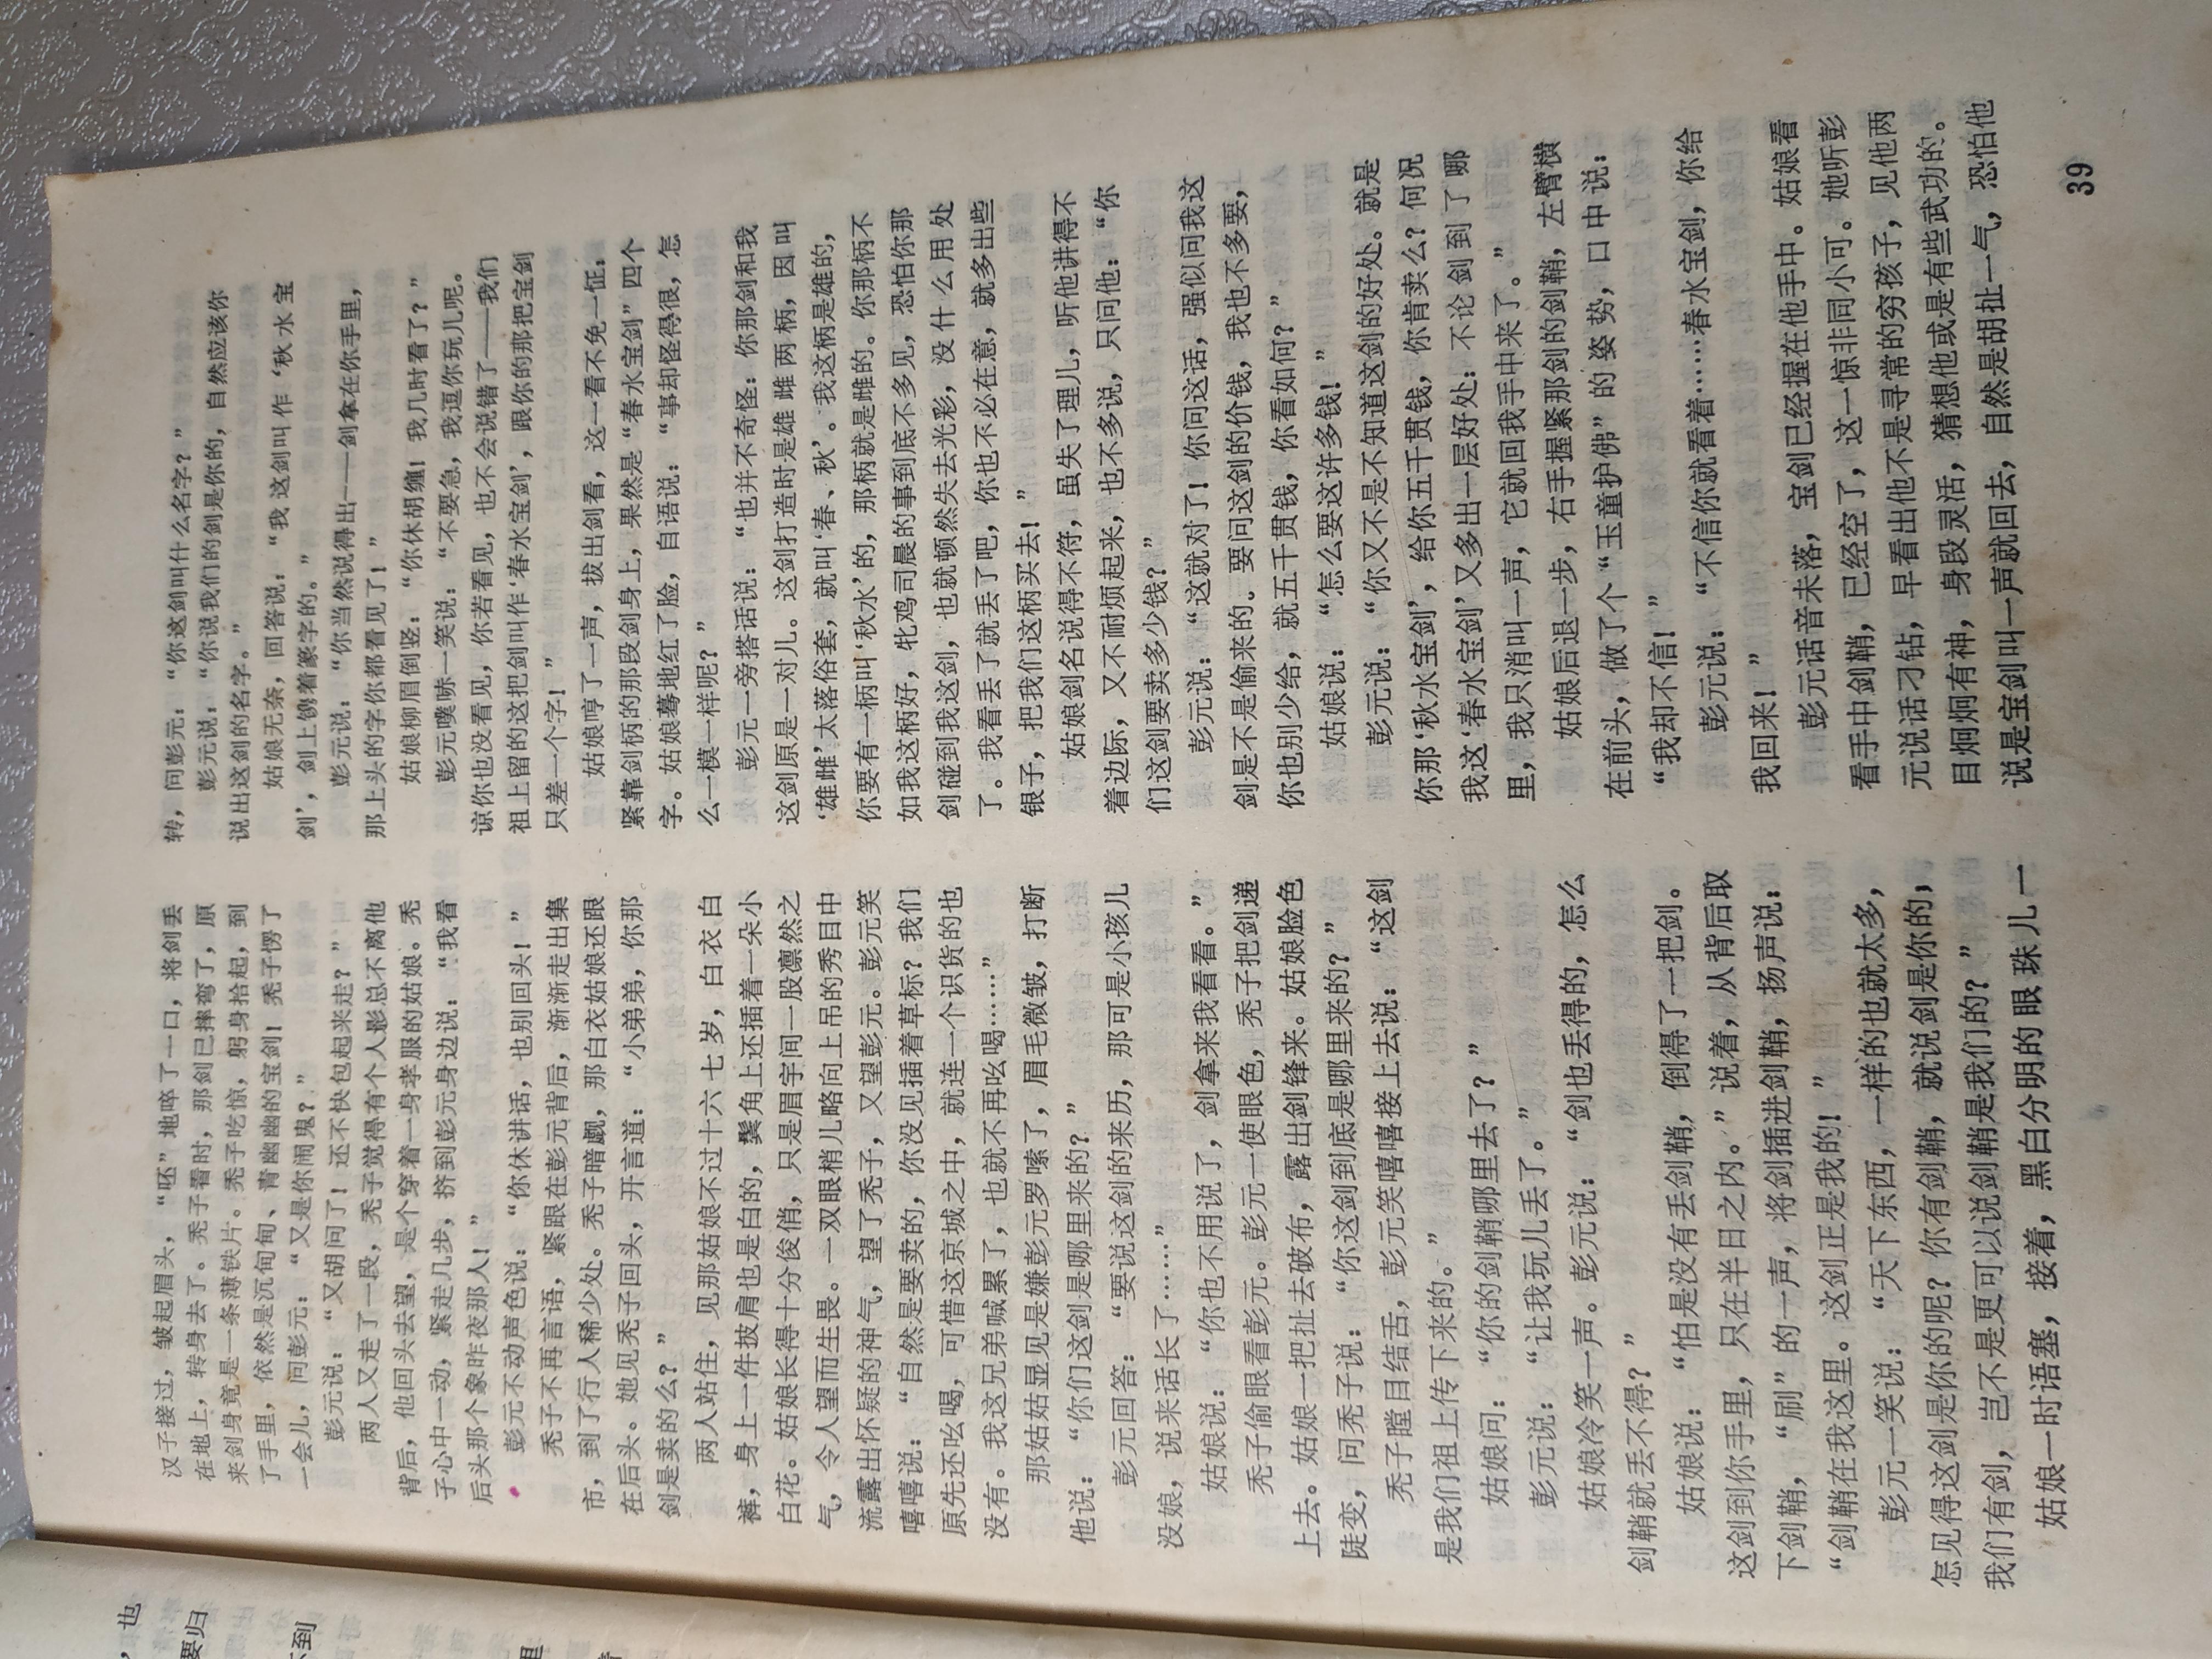 汉子接过，皱起眉头，“呸”地啐了一口，将剑丢
在地上，转身去了。秃子看时，那剑已摔弯了，原
来剑身竟是一条薄铁片。秃子吃惊，躬身拾起，到
了手里，依然是沉甸甸、青幽幽的宝剑！秃子愣了
一会儿，问彭元：“又是你闹鬼？”
彭元说：“又胡问了！还不快包起来走？”
两人又走了一段，秃子觉得有个人影总不离他
背后，他回头去望，是个穿着一身孝服的姑娘。秃
子心中一动，紧走几步，挤到彭元身边说：“我看
后头那个象昨夜那人！”
彭元不动声色说：“你休讲话，也别回头！”
秃子不再言语，紧跟在彭元背后，渐渐走出集
市，到了行人稀少处。秃子暗觑，那白衣姑娘还跟
在后头。她见秃子回头，开言道：“小弟弟，你那
剑是卖的么？”
两人站住，见那姑娘不过十六七岁，白衣白
裤，身上一件披肩也是白的，鬓角上还插着一朵小
白花。姑娘长得十分俊俏，只是眉宇间一股凛然之
气，令人望而生畏。一双眼梢儿略向上吊的秀目中
流露出怀疑的神气，望了秃子，又望彭元。彭元笑
嘻嘻说：“自然是要卖的，你没见插着草标？我们
原先还吆喝，可惜这京城之中，就连一个识货的也
没有。我这兄弟喊累了，也就不再吆喝……”
那姑姑显见是嫌彭元罗嗦了，眉毛微皱，打断
他说：“你们这剑是哪里来的？”
彭元回答：“要说这剑的来历，那可是小孩儿
没娘，说来话长了……”
姑娘说：“你也不用说了，剑拿来我看看。”
秃子偷眼看彭元。彭元一使眼色，秃子把剑递
上去。姑娘一把扯去破布，露出剑锋来。姑娘脸色
陡变，问秃子说：“你这剑到底是哪里来的？”
秃子瞠目结舌，彭元笑嘻嘻接上去说：“这剑
是我们祖上传下来的。”
姑娘问：“你的剑鞘哪里去了？”
彭元说：“让我玩儿丢了。”
姑娘冷笑一声。彭元说：“剑也丢得的，怎么
剑鞘就丢不得？”
姑娘说：“怕是没有丢剑鞘，倒得了一把剑。
这剑到你手里，只在半日之内。”说着，从背后取
下剑鞘，“刷”的一声，将剑插进剑鞘，扬声说：
“剑鞘在我这里。这剑正是我的！”
彭元一笑说：“天下东西，一样的也就太多，
怎见得这剑是你的呢？你有剑鞘，就说剑是你的，
我们有剑，岂不是更可以说剑鞘是我们的？”
姑娘一时语塞，接着，黑白分明的眼珠儿一
转，问彭元：“你这剑叫什么名字？”
彭元说：“你说我们的剑是你的，自然应该你
说出这剑的名字。”
姑娘无奈，回答说：“我这剑叫作‘秋水宝
剑’，剑上镌着篆字的。”
彭元说：“你当然说得出——剑拿在你手里，
那上头的字你都看见了！”
姑娘柳眉倒竖：“你休胡缠！我几时看了？”
彭元噗哧一笑说：“不要急，我逗你玩儿呢。
谅你也没看见，你若看见，也不会说错了——我们
祖上留的这把剑叫作‘春水宝剑’，跟你的那把宝剑
只差一个字！”
姑娘哼了一声，拔出剑看，这一看不免一怔：
紧靠剑柄的那段剑身上，果然是“春水宝剑”四个
字。姑娘蓦地红了脸，自语说：“事却怪得很，怎
么一模一样呢？”
彭元一旁搭话说：“也并不奇怪：你那剑和我
这剑原是一对儿。这剑打造时是雄雌两柄，因叫
‘雄雌’太落俗套，就叫‘春、秋’。我这柄是雄的，
你要有一柄叫‘秋水’的，那柄就是雌的。你那柄不
如我这柄好，牝鸡司晨的事到底不多见，恐怕你那
剑碰到我这剑，也就顿然失去光彩，没什么用处
了。我看丢了就丢了吧，你也不必在意，就多出些
银子，把我们这柄买去！”
姑娘剑名说得不符，虽失了理儿，听他讲得不
着边际，又不耐烦起来，也不多说，只问他：“你
们这剑要卖多少钱？”
彭元说：“这就对了！你问这话，强似问我这
剑是不是偷来的。要问这剑的价钱，我也不多要，
你也别少给，就五千贯钱，你看如何？”
姑娘说：“怎么要这许多钱！”
彭元说：“你又不是不知道这剑的好处。就是
你那‘秋水宝剑’，给你五千贯钱，你肯卖么？何况
我这‘春水宝剑’又多出一层好处：不论剑到了哪
里，我只消叫一声，它就回我手中来了。”
姑娘后退一步，右手握紧那剑的剑鞘，左臂横
在前头，做了个“玉童护佛”的姿势，口中说：
“我却不信！”
彭元说：“不信你就看着……春水宝剑，你给
我回来！”
彭元话音未落，宝剑已经握在他手中。姑娘看
看手中剑鞘，已经空了，这一惊非同小可。她听彭
元说话刁钻，早看出他不是寻常的穷孩子，见他两
目炯炯有神，身段灵活，猜想他或是有些武功的。
说是宝剑叫一声就回去，自然是胡扯一气，恐怕他
39
，也
要归
到